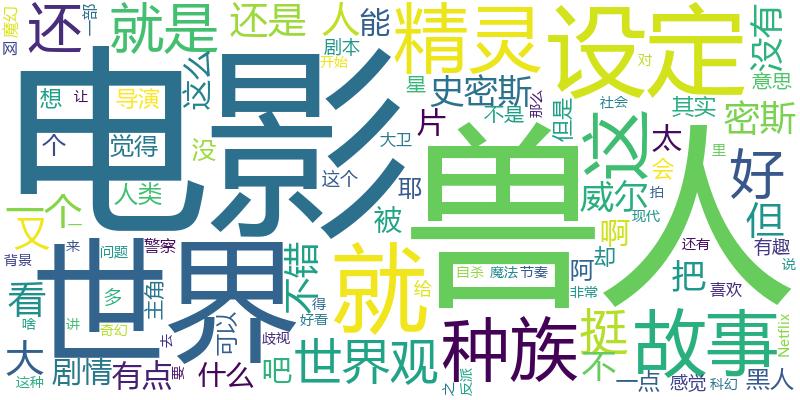 网 魔幻 一部
还 就是 还是 人 能 精灵 设定 没有
剧本 开始 对
电影 想 让 导演 这么 星 史密斯 其实 意思
片 不是 那么 社会 但是 密斯
个 觉得 没 大卫 兽人 这 太 里
人类 这个 耶 威尔 会 好
一个 又 被 拍 现代 但
一 来 问题 警察 啊 还有
背景 世界 不错 就 阿 却 把 有趣 说
看 多 主角 给 自杀 魔法 节奏 非常 喜欢
啥 讲 奇幻 去 可以 得 好看 种族 挺 故事 Netflix
大 歧视 世界观 不
这种 剧情 有点 要 什么 吧 之 反派 一点 感觉 科幻 黑人